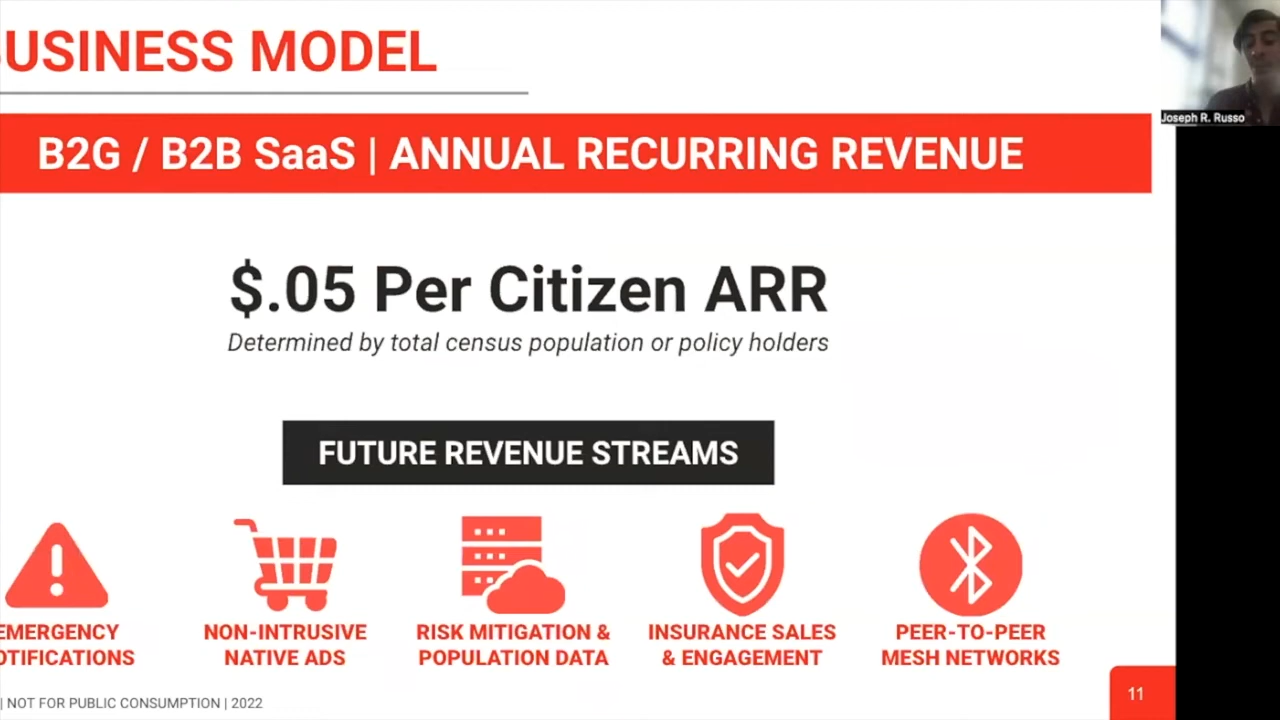 BUSINESS MODEL
Joseph R. Russo
B2G / B2B SaaS | ANNUAL RECURRING REVENUE
$.05 Per Citizen ARR
Determined by total census population or policy holders
FUTURE REVENUE STREAMS
EMERGENCY
NOTIFICATIONS
NON-INTRUSIVE
NATIVE ADS
RISK MITIGATION &
POPULATION DATA
INSURANCE SALES
& ENGAGEMENT
PEER-TO-PEER
MESH NETWORKS
| NOT FOR PUBLIC CONSUMPTION | 2022
11